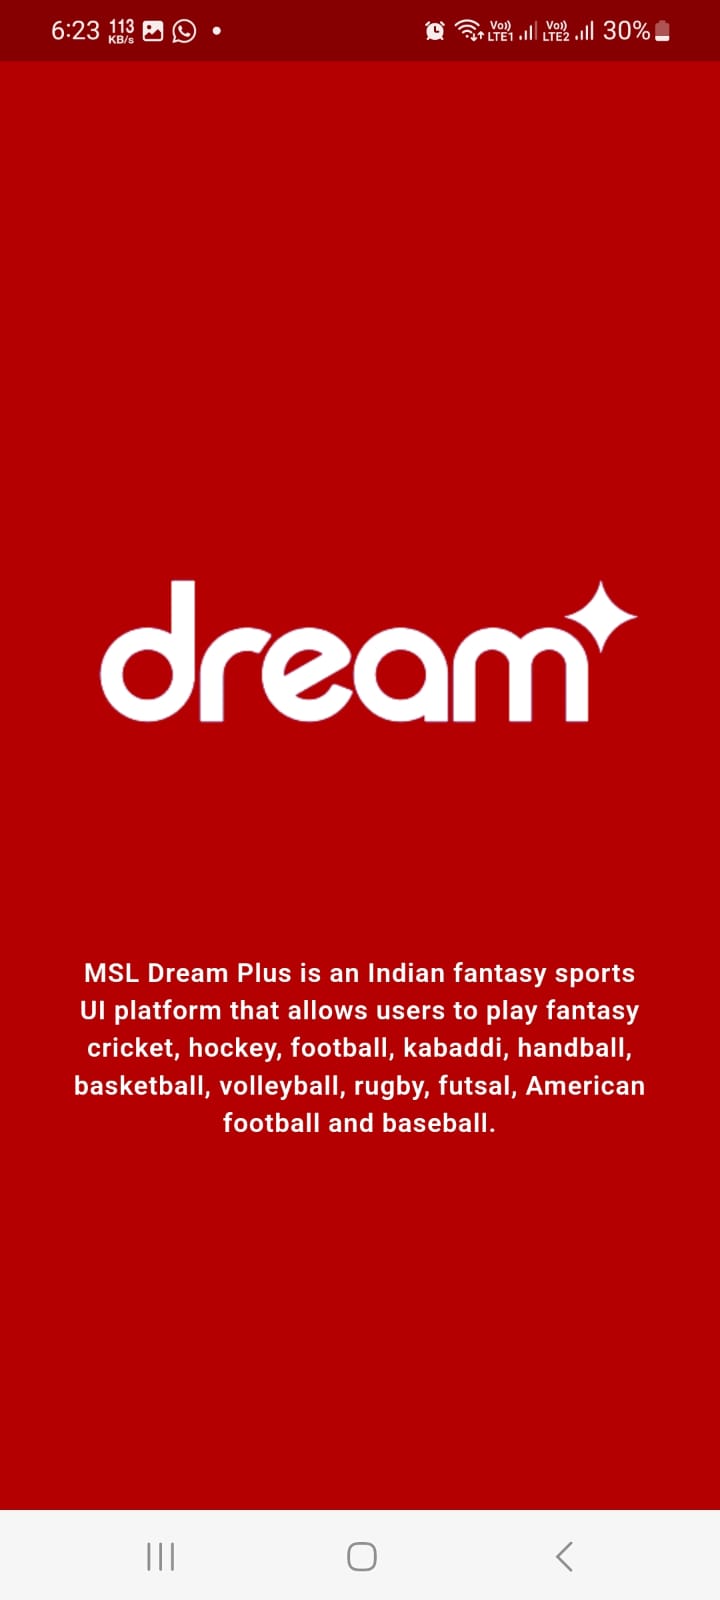 6:23 113 KB/s Vo)) LTE1 Vo)) LTE2 30%
dream
MSL Dream Plus is an Indian fantasy sports
UI platform that allows users to play fantasy
cricket, hockey, football, kabaddi, handball,
basketball, volleyball, rugby, futsal, American
football and baseball.